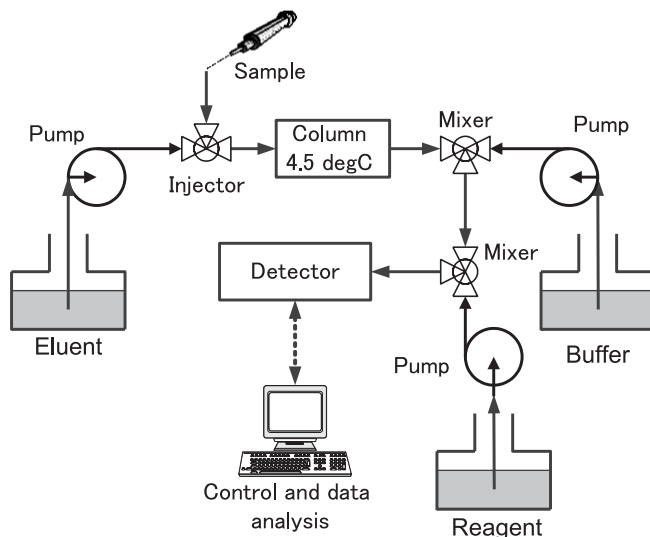 Sample
Pump
Injector
Column
4.5 degC
Mixer
Pump
Eluent
Detector
Mixer
Buffer
Pump
Control and data
analysis
Reagent